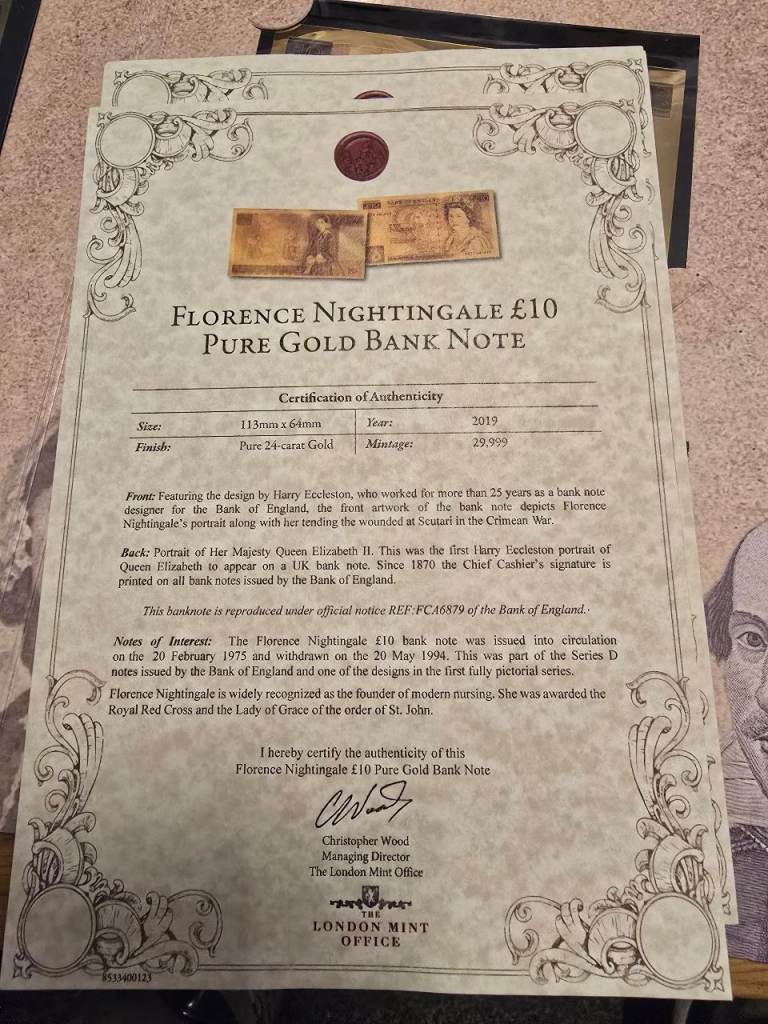 FLORENCE NIGHTINGALE £10
PURE GOLD BANK NOTE
Certification of Authenticity
Size: 113mm x 64mm Year: 2019
Finish: Pure 24-carat Gold Mintage: 29,999
Front: Featuring the design by Harry Eccleston, who worked for more than 25 years as a bank note
designer for the Bank of England, the front artwork of the bank note depicts Florence
Nightingale's portrait along with her tending the wounded at Scutari in the Crimean War.
Back: Portrait of Her Majesty Queen Elizabeth II. This was the first Harry Eccleston portrait of
Queen Elizabeth to appear on a UK bank note. Since 1870 the Chief Cashier's signature is
printed on all bank notes issued by the Bank of England.
This banknote is reproduced under official notice REF:FCA6879 of the Bank of England.
Notes of Interest: The Florence Nightingale £10 bank note was issued into circulation
on the 20 February 1975 and withdrawn on the 20 May 1994. This was part of the Series D
notes issued by the Bank of England and one of the designs in the first fully pictorial series.
Florence Nightingale is widely recognized as the founder of modern nursing. She was awarded the
Royal Red Cross and the Lady of Grace of the order of St. John.
I hereby certify the authenticity of this
Florence Nightingale £10 Pure Gold Bank Note
CWood
Christopher Wood
Managing Director
The London Mint Office
THE
LONDON MINT
OFFICE
8533400123